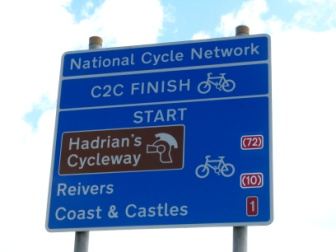 National Cycle Network
C2C FINISH
START
Hadrian's
Cycleway
(72)
Reivers
(10)
Coast & Castles
1